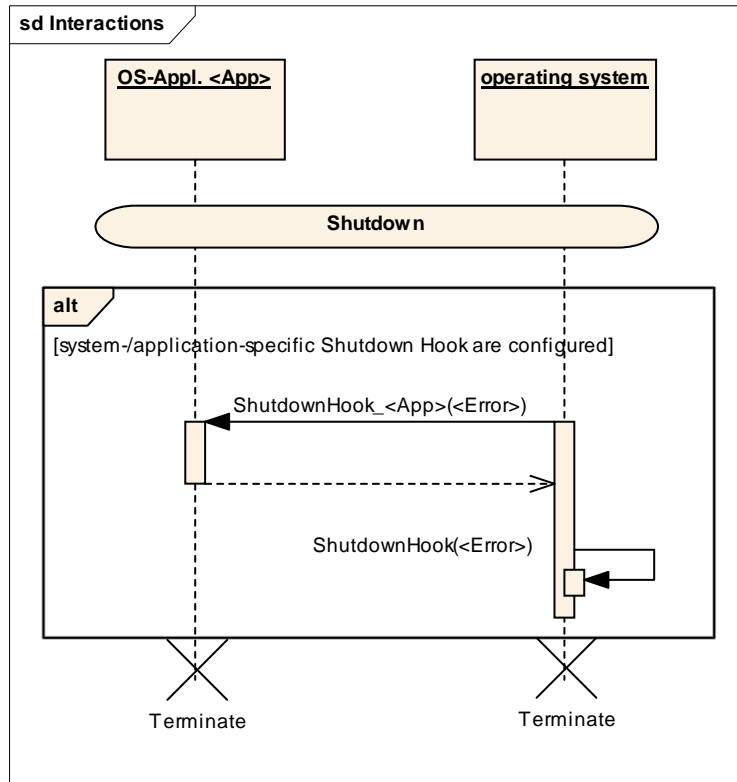 sd Interactions
OS-Appl. <App>
operating system
Shutdown
alt
[system-/application-specific Shutdown Hook are configured]
ShutdownHook_<App>(<Error>)
ShutdownHook(<Error>)
Terminate
Terminate